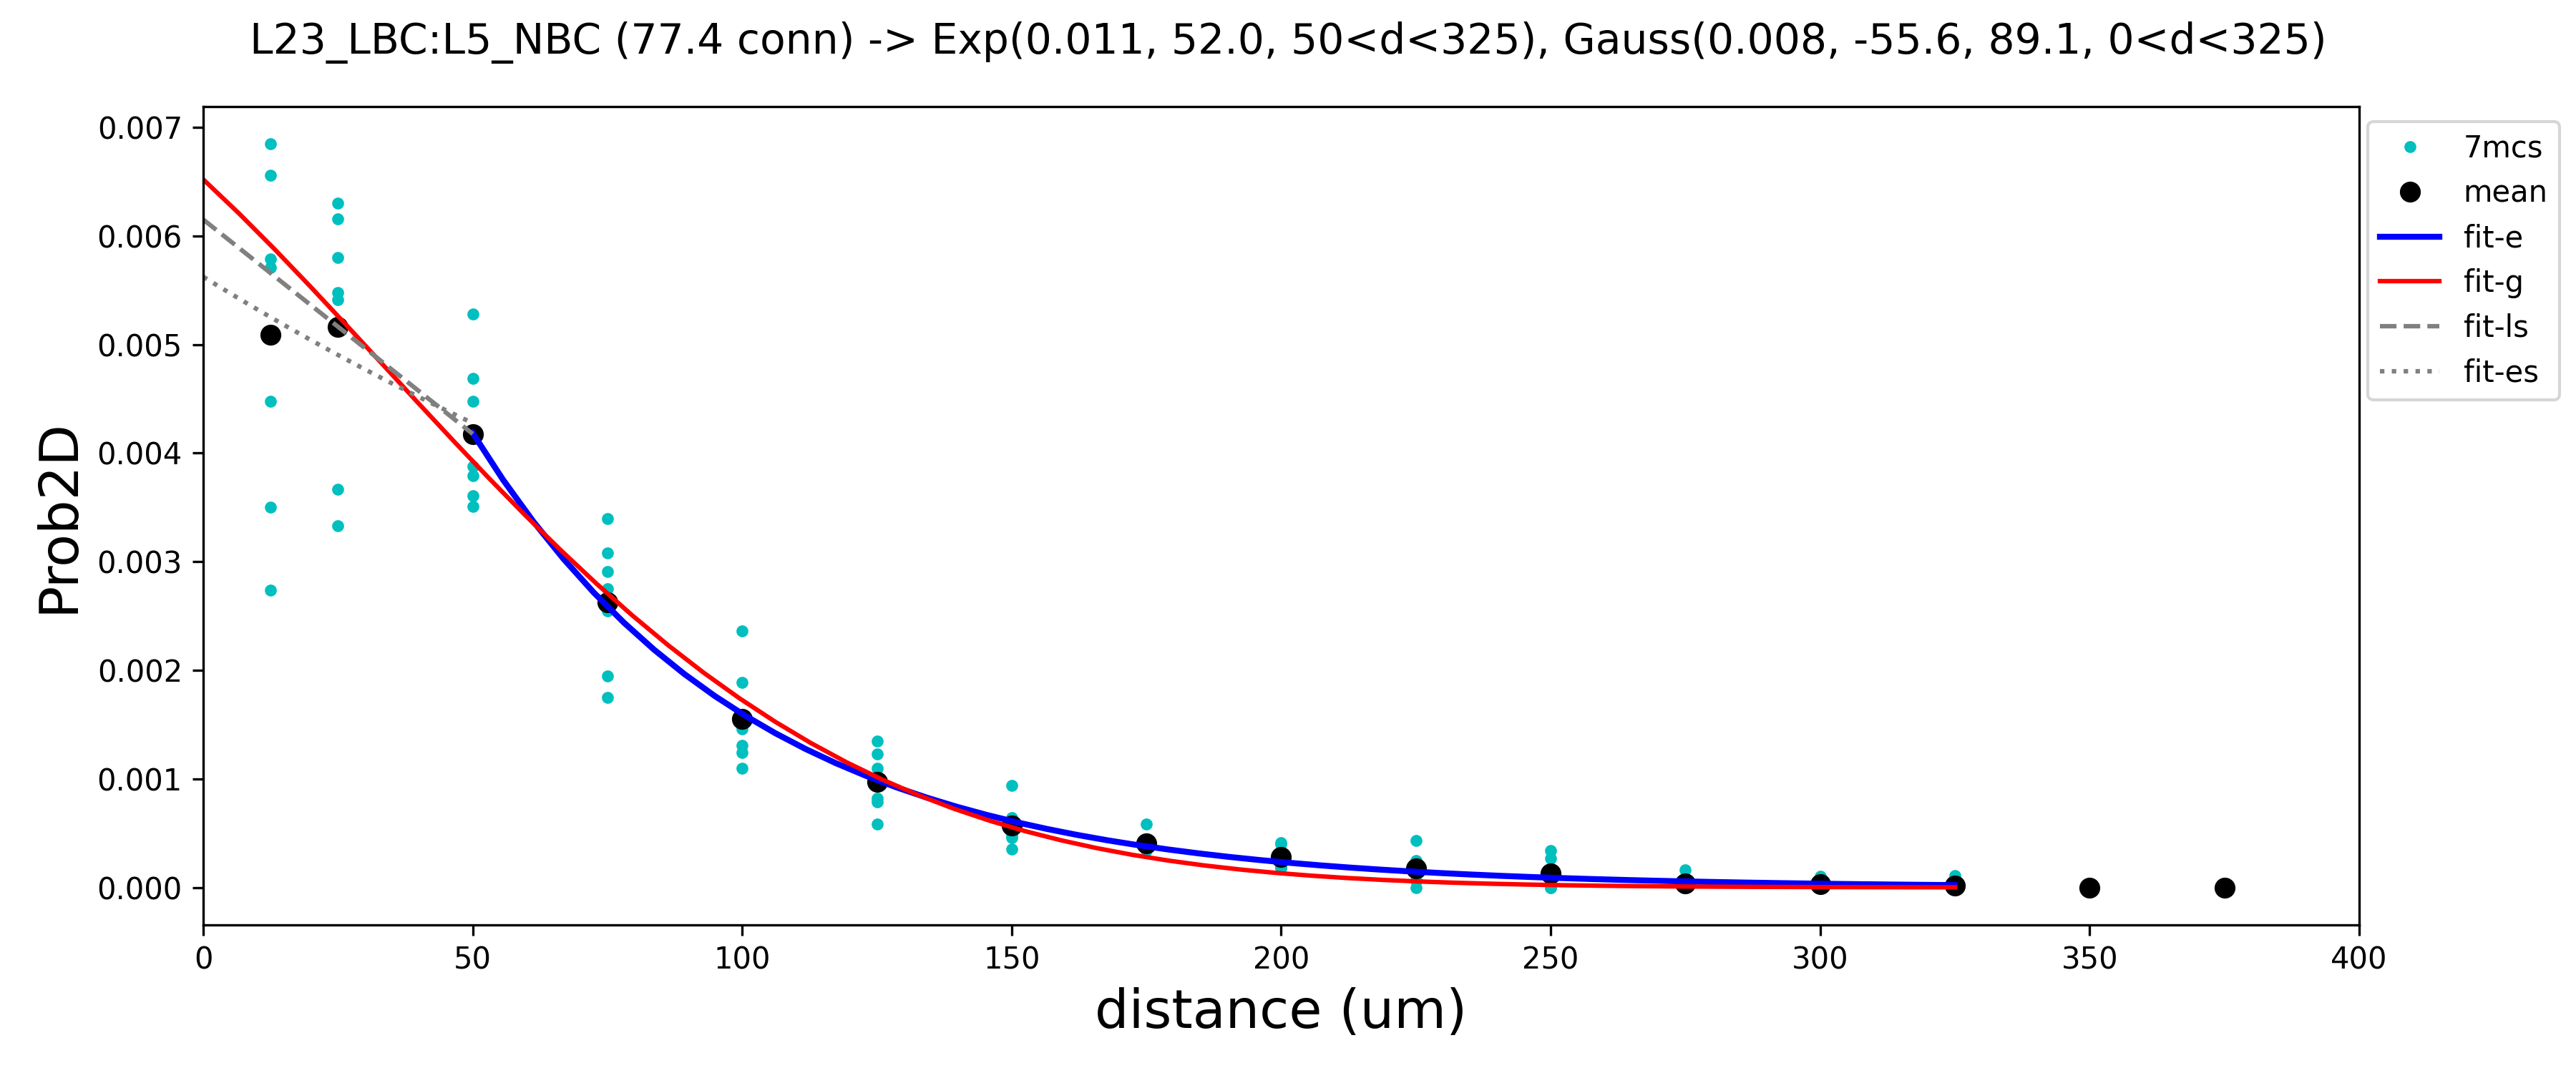 L23_LBC:L5_NBC (77.4 conn) -> Exp(0.011, 52.0, 50<d<325), Gauss(0.008, -55.6, 89.1, 0<d<325)
0.007
0.006
0.005
0.004
0.003
0.002
0.001
0.000
Prob2D
0 50 100 150 200 250 300 350 400
distance (um)
7mcs
mean
fit-e
fit-g
fit-ls
fit-es